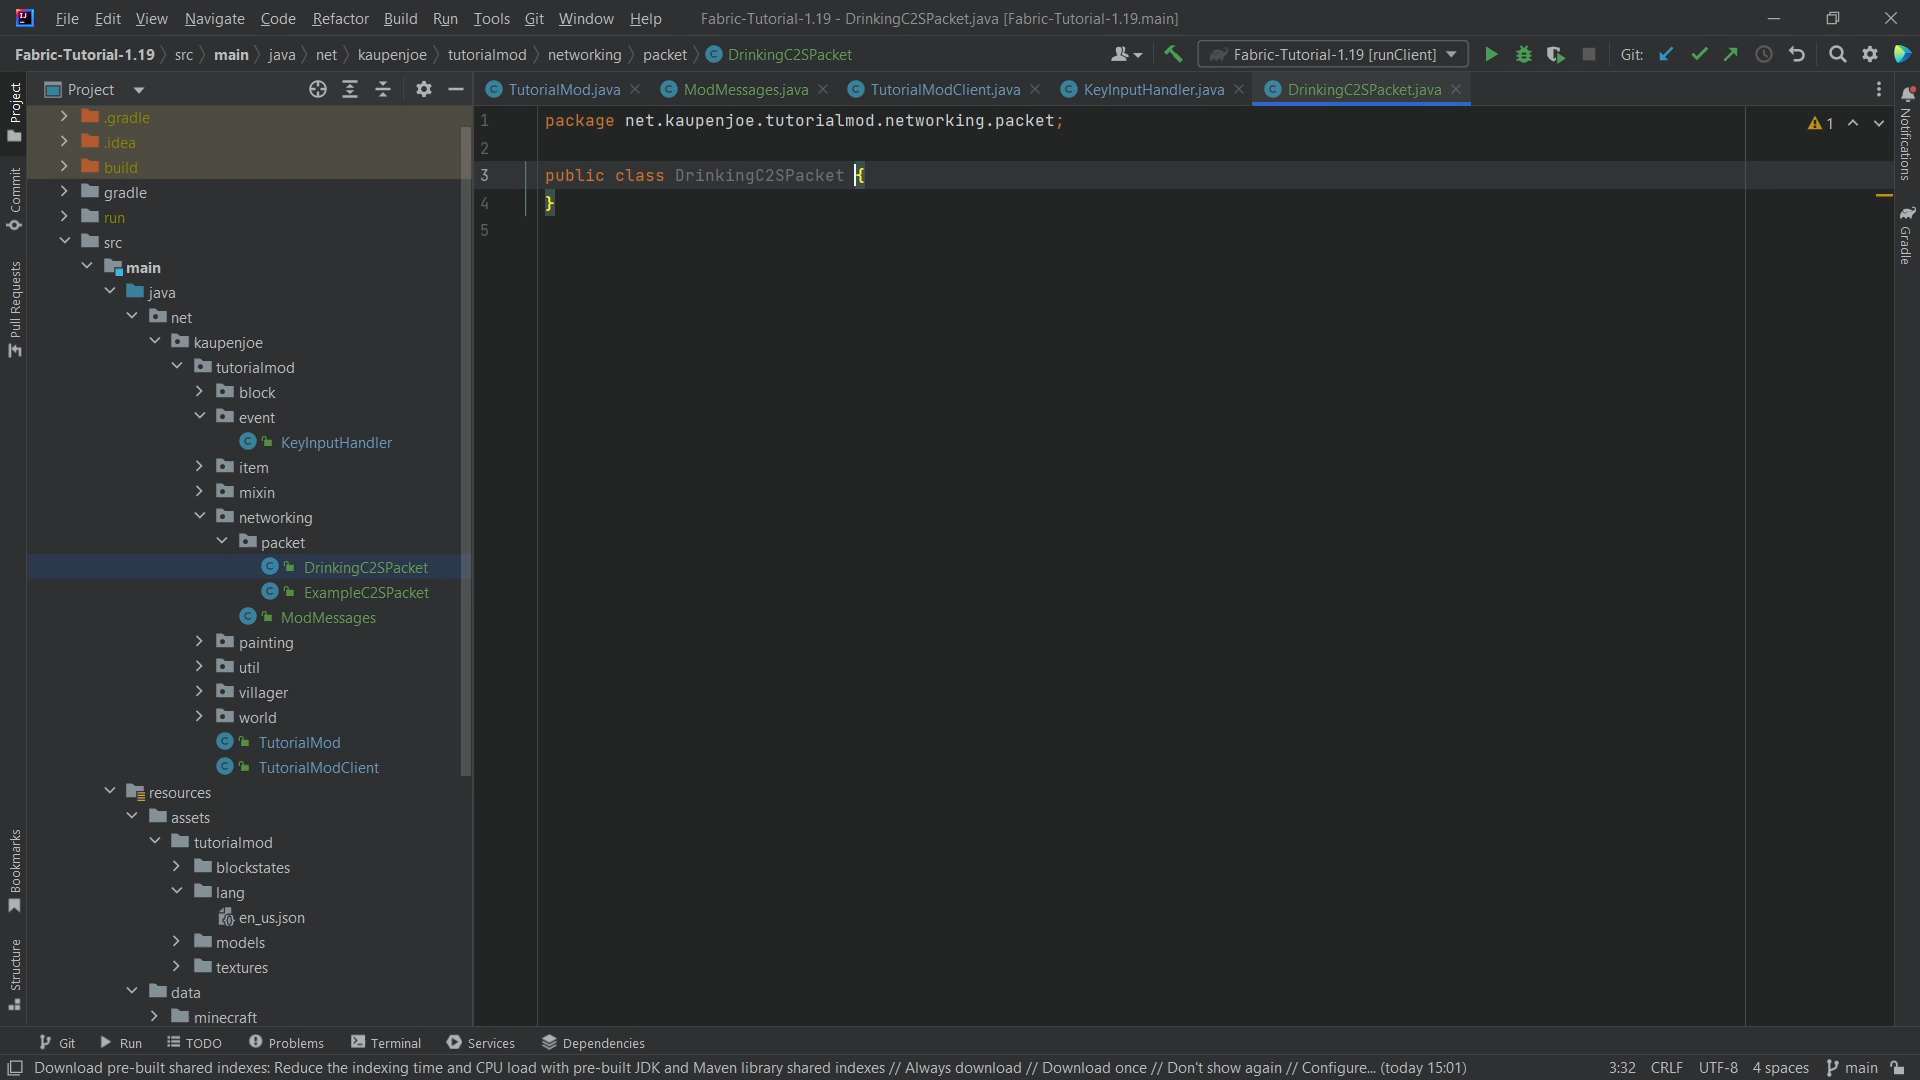 File Edit View Navigate Code Refactor Build Run Tools Git Window Help Fabric-Tutorial-1.19 - DrinkingC2SPacket.java [Fabric-Tutorial-1.19.main]
Fabric-Tutorial-1.19 src main java net kaupenjoe tutorialmod networking packet DrinkingC2SPacket Fabric-Tutorial-1.19 [runClient] Git:
Project TutorialMod.java ModMessages.java TutorialModClient.java KeyInputHandler.java DrinkingC2SPacket.java
Project
Commit
Pull Requests
Bookmarks
Structure
.gradle
.idea
build
gradle
run
src
main
java
net
kaupenjoe
tutorialmod
block
event
KeyInputHandler
item
mixin
networking
packet
DrinkingC2SPacket
ExampleC2SPacket
ModMessages
painting
util
villager
world
TutorialMod
TutorialModClient
resources
assets
tutorialmod
blockstates
lang
en_us.json
models
textures
data
minecraft
1 package net.kaupenjoe.tutorialmod.networking.packet;
2
3 public class DrinkingC2SPacket {
4 }
5
1
Notifications
Gradle
Git Run TODO Problems Terminal Services Dependencies
Download pre-built shared indexes: Reduce the indexing time and CPU load with pre-built JDK and Maven library shared indexes // Always download // Download once // Don't show again // Configure... (today 15:01) 3:32 CRLF UTF-8 4 spaces main